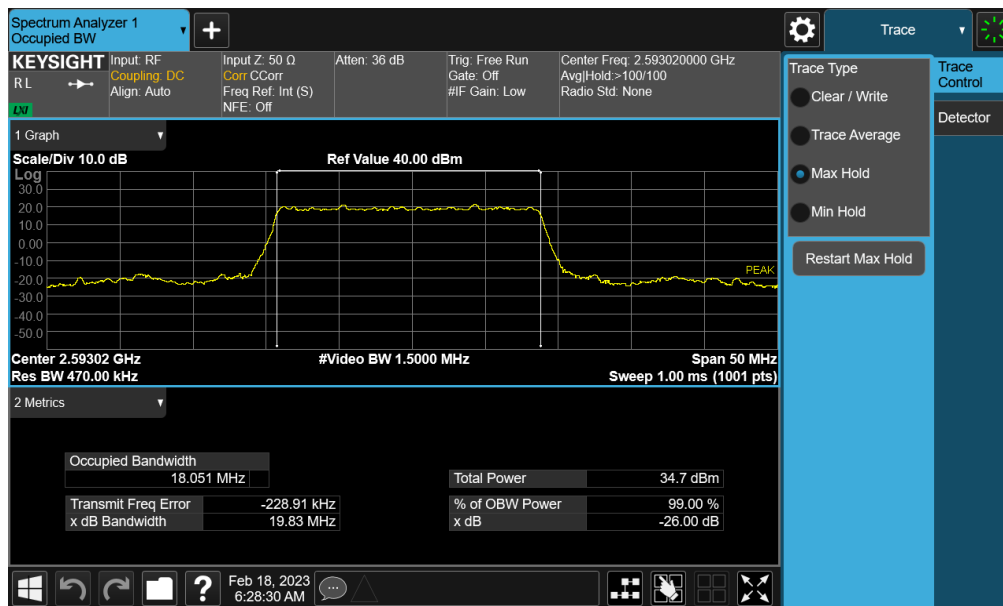 Spectrum Analyzer 1
Occupied BW
+
Trace
KEYSIGHT Input: RF Input Z: 50 Ω Atten: 36 dB Trig: Free Run Center Freq: 2.593020000 GHz
RL Coupling: DC Corr CCorr Gate: Off Avg|Hold:>100/100
Align: Auto Freq Ref: Int (S) #IF Gain: Low Radio Std: None
LXI NFE: Off
1 Graph
Scale/Div 10.0 dB Ref Value 40.00 dBm
Log
30.0
20.0
10.0
0.00
-10.0
PEAK
-20.0
-30.0
-40.0
-50.0
Center 2.59302 GHz #Video BW 1.5000 MHz Span 50 MHz
Res BW 470.00 kHz Sweep 1.00 ms (1001 pts)
2 Metrics
Occupied Bandwidth
18.051 MHz Total Power 34.7 dBm
Transmit Freq Error -228.91 kHz % of OBW Power 99.00 %
x dB Bandwidth 19.83 MHz x dB -26.00 dB
?
Feb 18, 2023
6:28:30 AM
Trace Type
Clear / Write
Trace Average
Max Hold
Min Hold
Restart Max Hold
Trace
Control
Detector